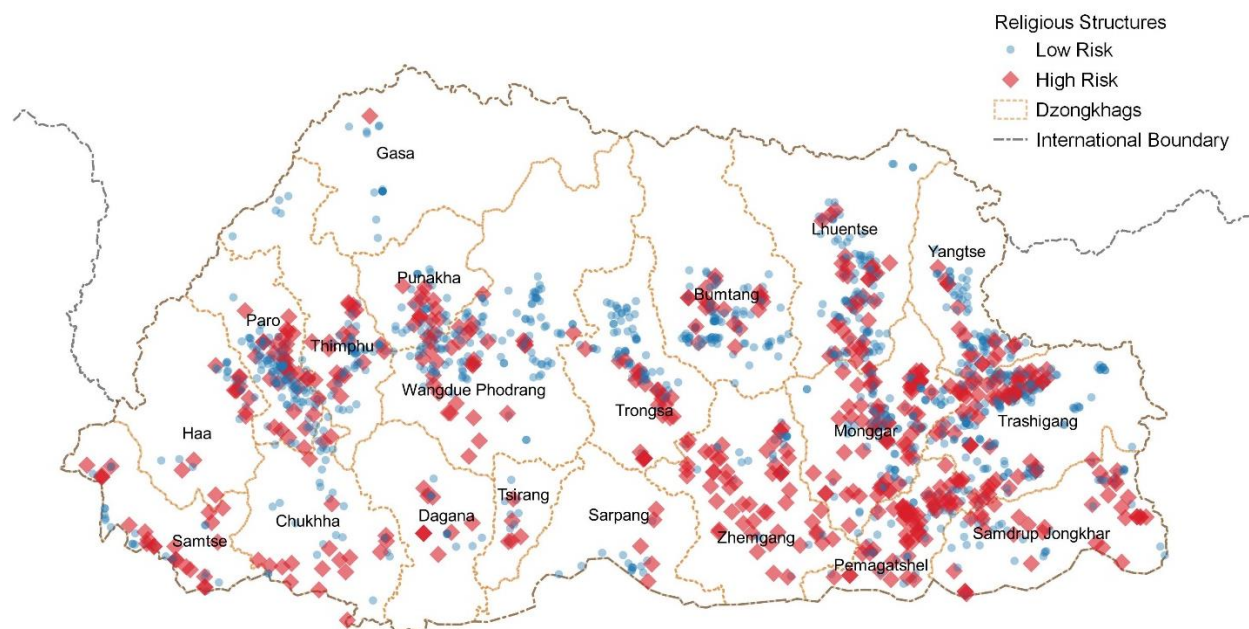 Religious Structures
Low Risk
High Risk
Dzongkhags
International Boundary
Gasa
Lhuentse
Yangtse
Punakha
Bumtang
Paro
Thimphu
Wangdue Phodrang
Trongsa
Haa
Monggar
Trashigang
Tsirang
Dagana
Sarpang
Chukhha
Samtse
Zhemgang
Samdrup Jongkhar
Pemagatshel